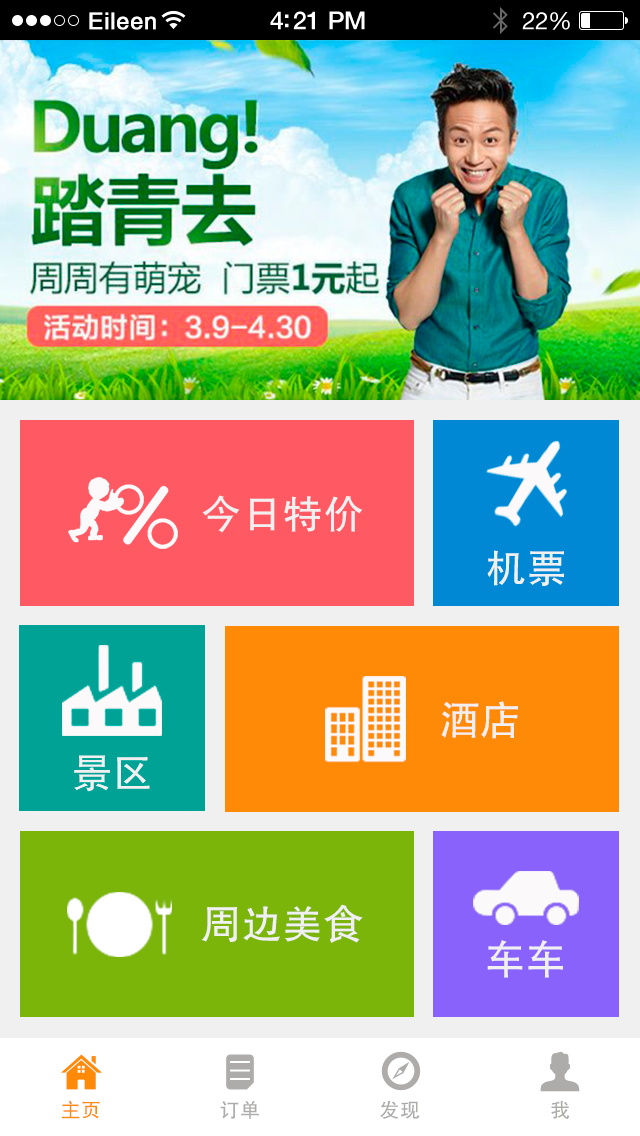 Eileen 4:21 PM 22%
Duang!
踏青去
周周有萌宠 门票1元起
活动时间：3.9-4.30
今日特价
机票
景区
酒店
周边美食
车车
主页 订单 发现 我